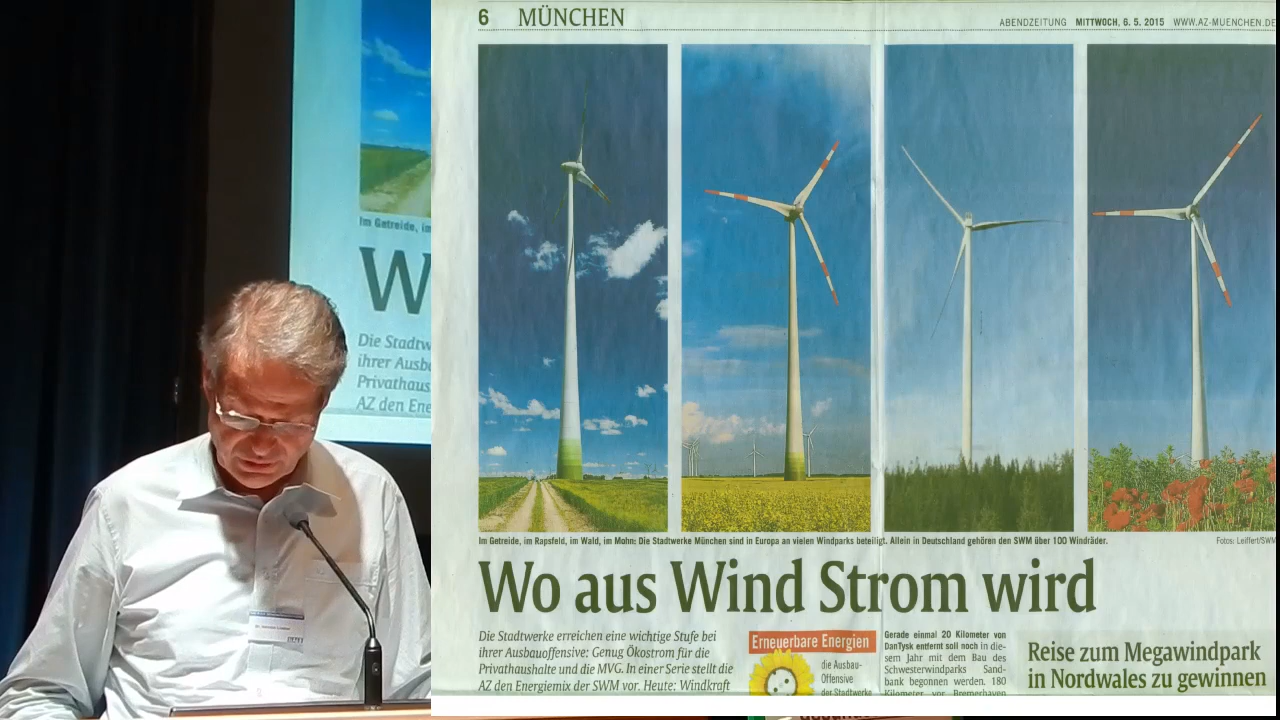 6 MÜNCHEN
ABENDZEITUNG MITTWOCH, 6. 5. 2015 WWW.AZ-MUENCHEN.DE
Im Getreide, im Rapsfeld, im Wald, im Mohn: Die Stadtwerke München sind in Europa an vielen Windparks beteiligt. Allein in Deutschland gehören den SWM über 100 Windräder.
Fotos: Leiffert/SWM
Wo aus Wind Strom wird
Die Stadtwerke erreichen eine wichtige Stufe bei
ihrer Ausbauoffensive: Genug Ökostrom für die
Privathaushalte und die MVG. In einer Serie stellt die
AZ den Energiemix der SWM vor. Heute: Windkraft
Erneuerbare Energien
die Ausbau-
Offensive
der Stadtwerke
Gerade einmal 20 Kilometer von
DanTysk entfernt soll noch in die-
sem Jahr mit dem Bau des
Schwesterwindparks Sand-
bank begonnen werden. 180
Kilometer vor Bremerhaven
Reise zum Megawindpark
in Nordwales zu gewinnen
Im Getreide, im
W
Die Stadtw
ihrer Ausb
Privathaus
AZ den Ene